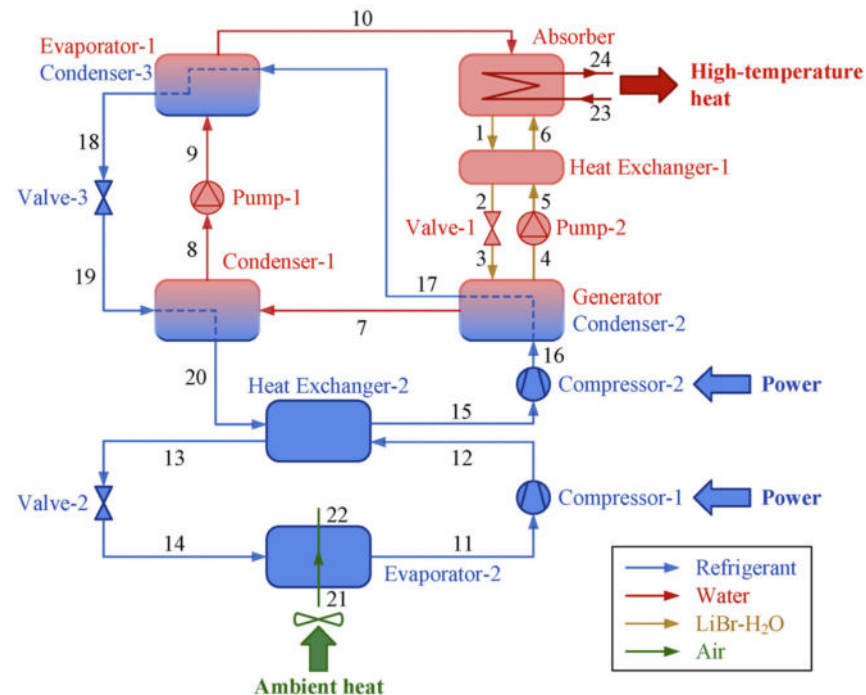 10
Evaporator-1
Condenser-3
Absorber
24
High-temperature
heat
23
18
9
1
6
Heat Exchanger-1
Valve-3
Pump-1
2
5
Valve-1
Pump-2
8
3
4
19
Condenser-1
17
Generator
Condenser-2
7
16
20
Heat Exchanger-2
Compressor-2
Power
15
13
12
Valve-2
Compressor-1
Power
22
14
11
Evaporator-2
21
Ambient heat
Refrigerant
Water
LiBr-H₂O
Air